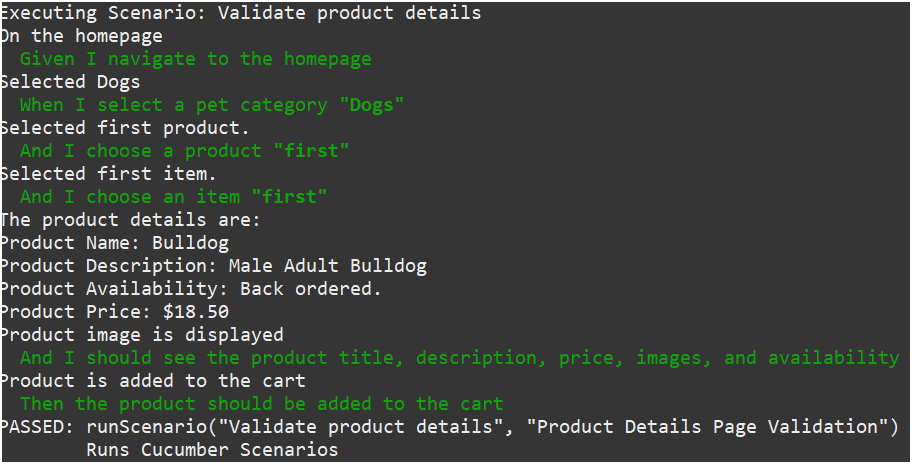 Executing Scenario: Validate product details
On the homepage
Given I navigate to the homepage
Selected Dogs
When I select a pet category "Dogs"
Selected first product.
And I choose a product "first"
Selected first item.
And I choose an item "first"
The product details are:
Product Name: Bulldog
Product Description: Male Adult Bulldog
Product Availability: Back ordered.
Product Price: $18.50
Product image is displayed
And I should see the product title, description, price, images, and availability
Product is added to the cart
Then the product should be added to the cart
PASSED: runScenario("Validate product details", "Product Details Page Validation")
Runs Cucumber Scenarios